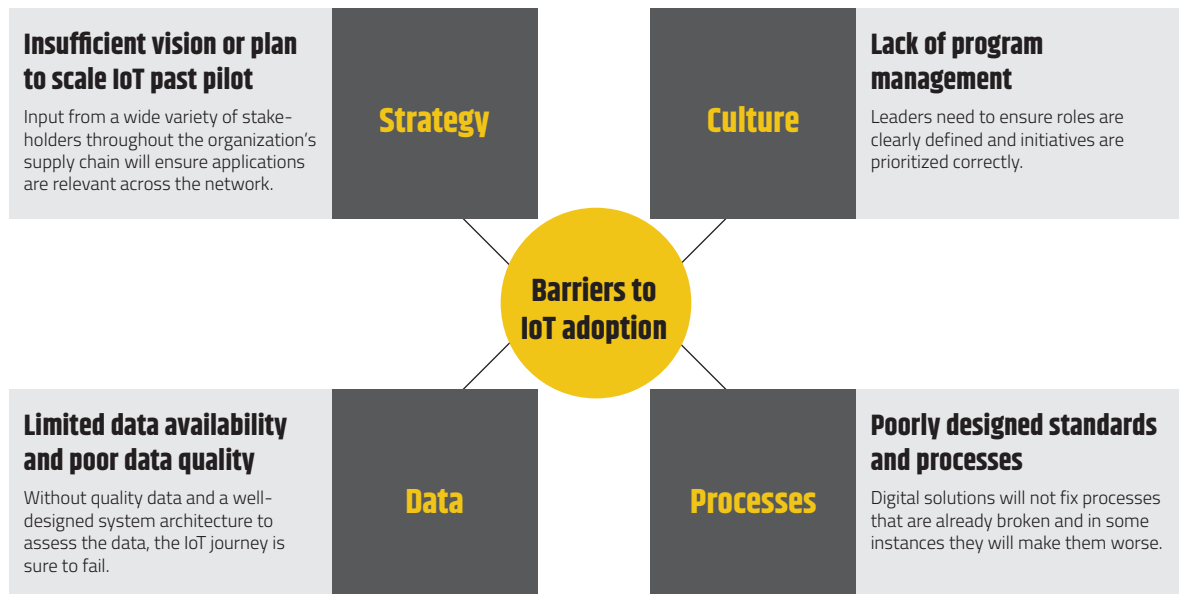 Insufficient vision or plan
to scale IoT past pilot
Input from a wide variety of stake-
holders throughout the organization's
supply chain will ensure applications
are relevant across the network.
Strategy
Culture
Lack of program
management
Leaders need to ensure roles are
clearly defined and initiatives are
prioritized correctly.
Barriers to
IoT adoption
Limited data availability
and poor data quality
Without quality data and a well-
designed system architecture to
assess the data, the IoT journey is
sure to fail.
Data
Processes
Poorly designed standards
and processes
Digital solutions will not fix processes
that are already broken and in some
instances they will make them worse.